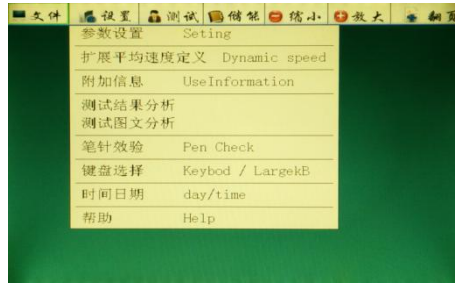 文件 设置 测试 储能 缩小 放大 翻页
参数设置 Seting
扩展平均速度定义 Dynamic speed
附加信息 UseInformation
测试结果分析
测试图文分析
笔针效验 Pen Check
键盘选择 Keybod / LargekB
时间日期 day/time
帮助 Help